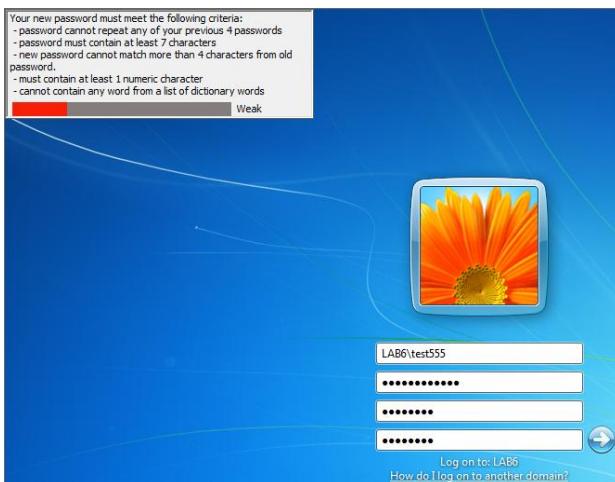 Your new password must meet the following criteria:
- password cannot repeat any of your previous 4 passwords
- password must contain at least 7 characters
- new password cannot match more than 4 characters from old
password.
- must contain at least 1 numeric character
- cannot contain any word from a list of dictionary words
Weak
LAB6\test555
●●●●●●●●●●●●
●●●●●●●●
●●●●●●●●
Log on to: LAB6
How do I log on to another domain?